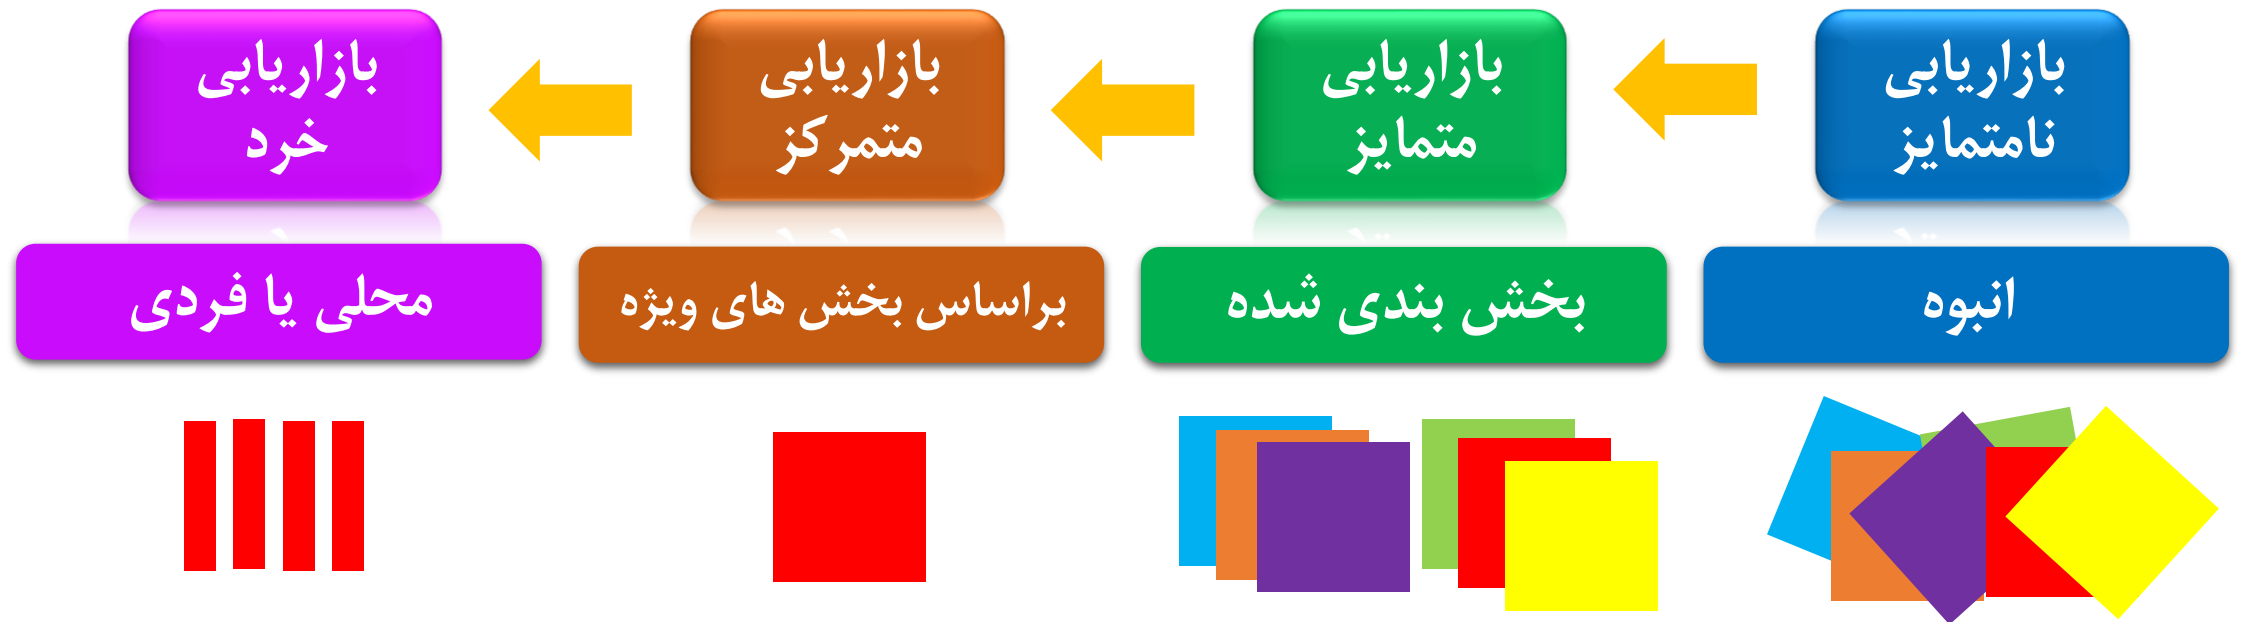 بازاریابی
نامتمایز
بازاریابی
متمایز
بازاریابی
متمرکز
بازاریابی
خرد
انبوه
بخش بندی شده
براساس بخش های ویژه
محلی یا فردی